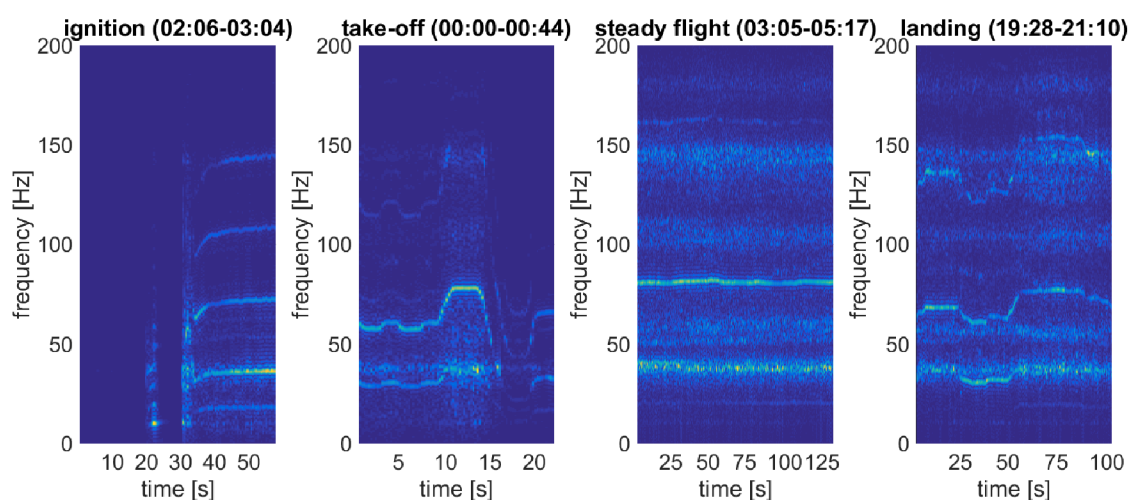 ignition (02:06-03:04)
take-off (00:00-00:44)
steady flight (03:05-05:17)
landing (19:28-21:10)
200
150
100
50
0
frequency [Hz]
10 20 30 40 50
time [s]
200
150
100
50
0
frequency [Hz]
5 10 15 20
time [s]
200
150
100
50
0
frequency [Hz]
25 50 75 100 125
time [s]
200
150
100
50
0
frequency [Hz]
25 50 75 100
time [s]